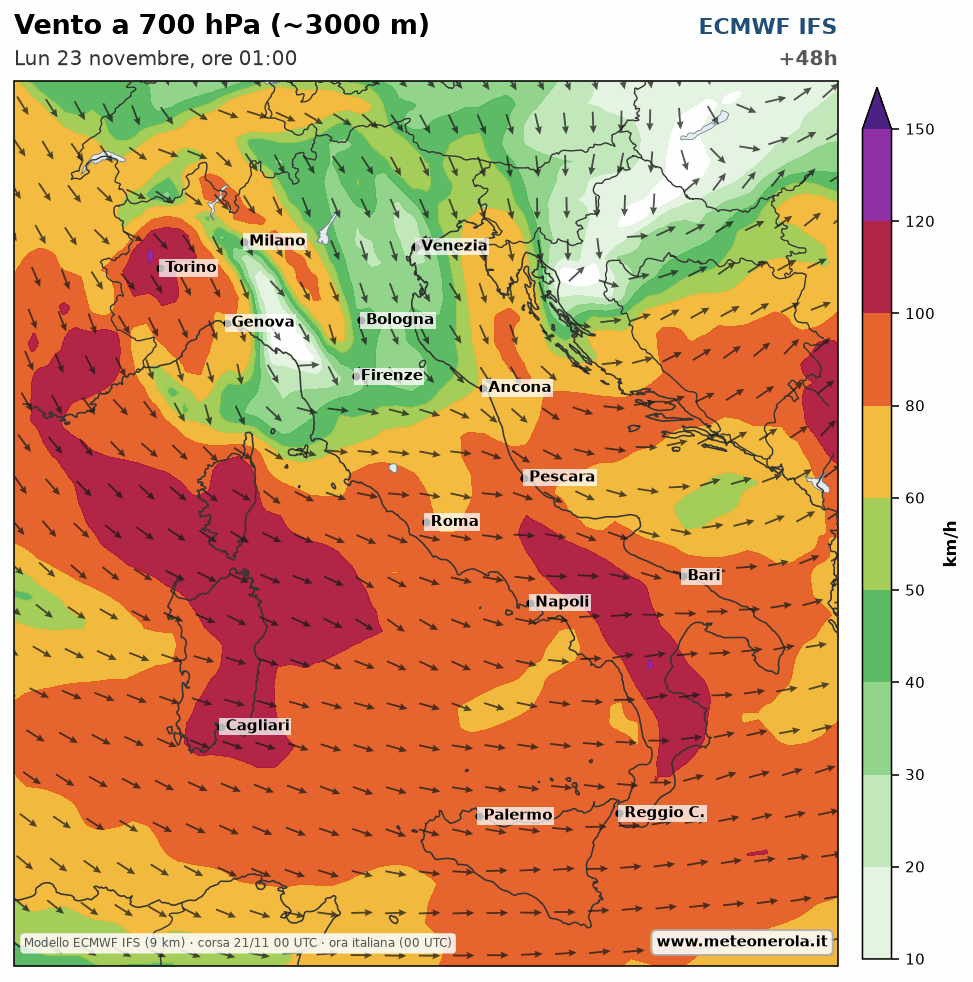 Vento a 700 hPa (~3000 m)
ECMWF IFS
Lun 23 novembre, ore 01:00
+48h
150
120
100
80
60
50
40
30
20
10
km/h
Milano
Venezia
Torino
Genova
Bologna
Firenze
Ancona
Pescara
Roma
Bari
Napoli
Cagliari
Palermo
Reggio C.
Modello ECMWF IFS (9 km) · corsa 21/11 00 UTC · ora italiana (00 UTC)
www.meteonerola.it